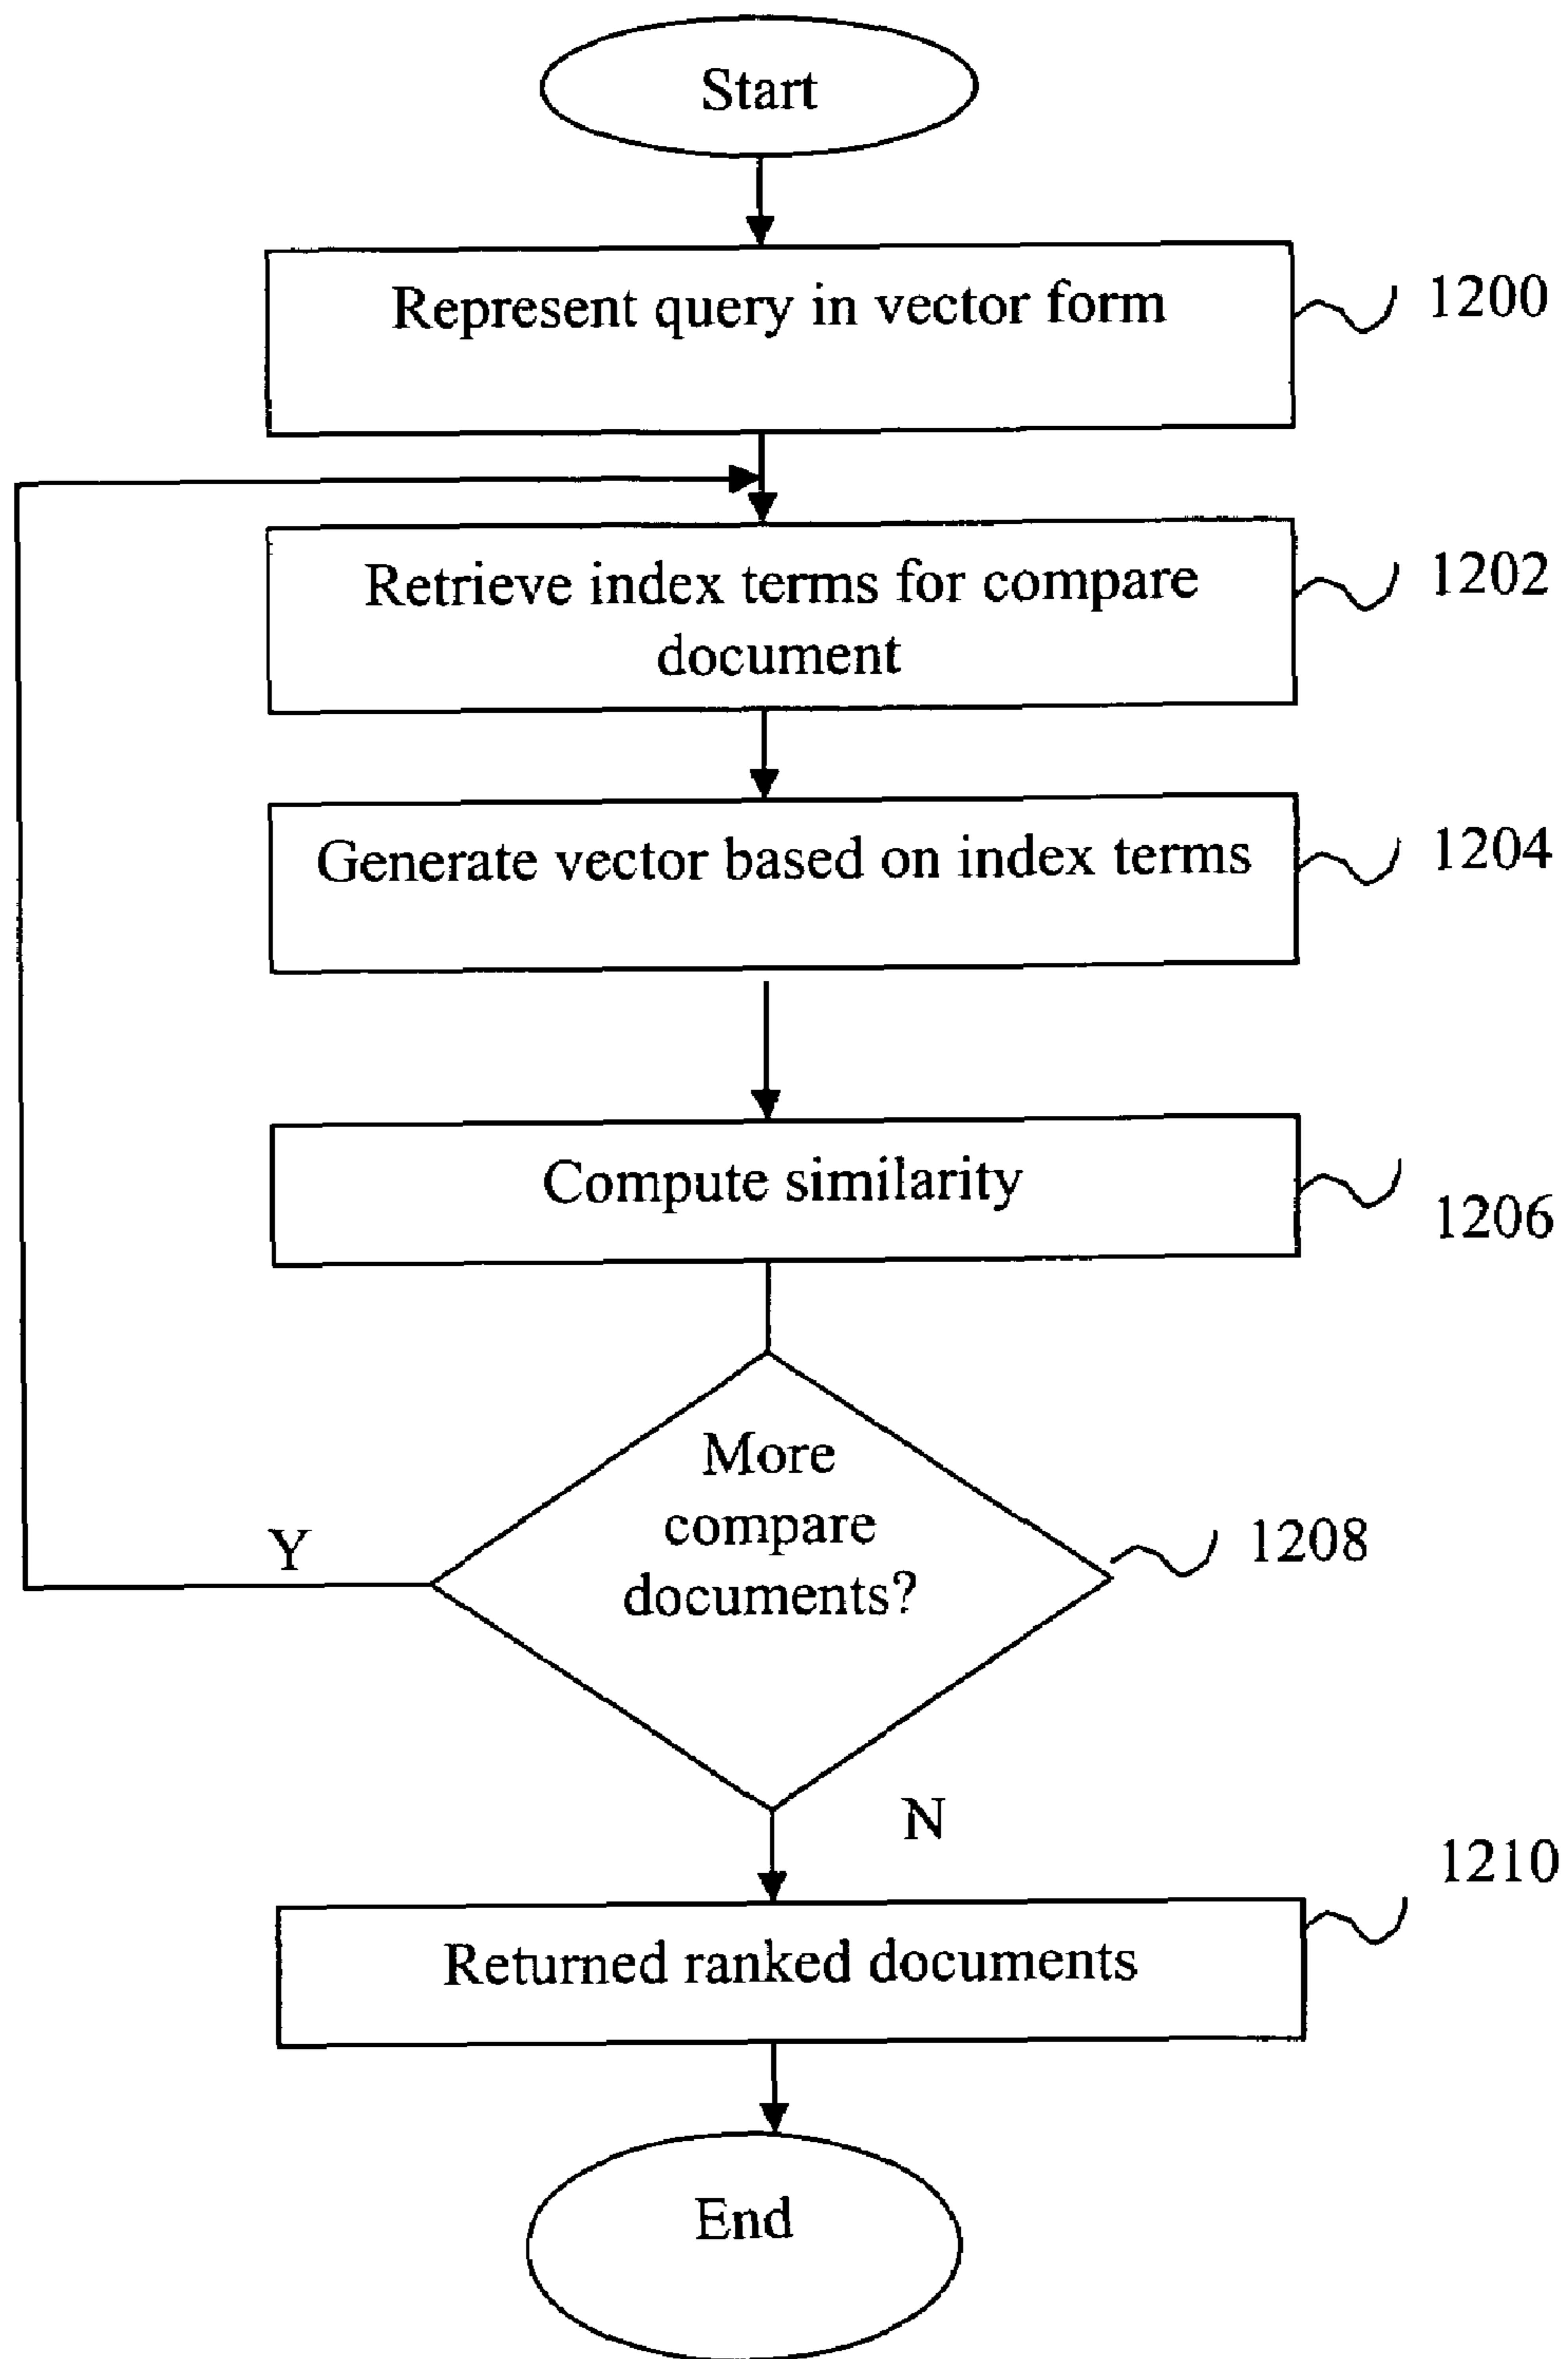 Start
Represent query in vector form
1200
Retrieve index terms for compare
document
1202
Generate vector based on index terms
1204
Compute similarity
1206
More
compare
documents?
1208
Y
N
1210
Returned ranked documents
End